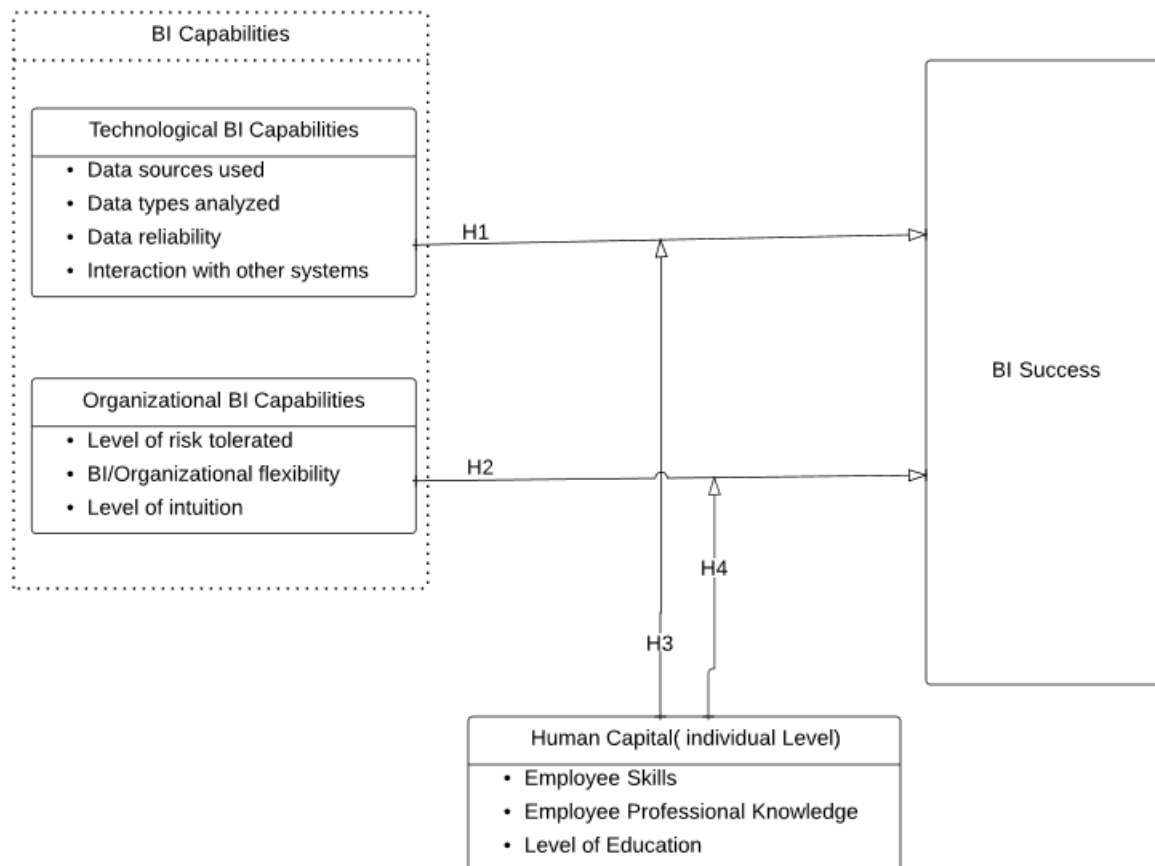 BI Capabilities
Technological BI Capabilities
• Data sources used
• Data types analyzed
• Data reliability
• Interaction with other systems
H1
Organizational BI Capabilities
• Level of risk tolerated
• BI/Organizational flexibility
• Level of intuition
H2
BI Success
H4
H3
Human Capital( individual Level)
• Employee Skills
• Employee Professional Knowledge
• Level of Education